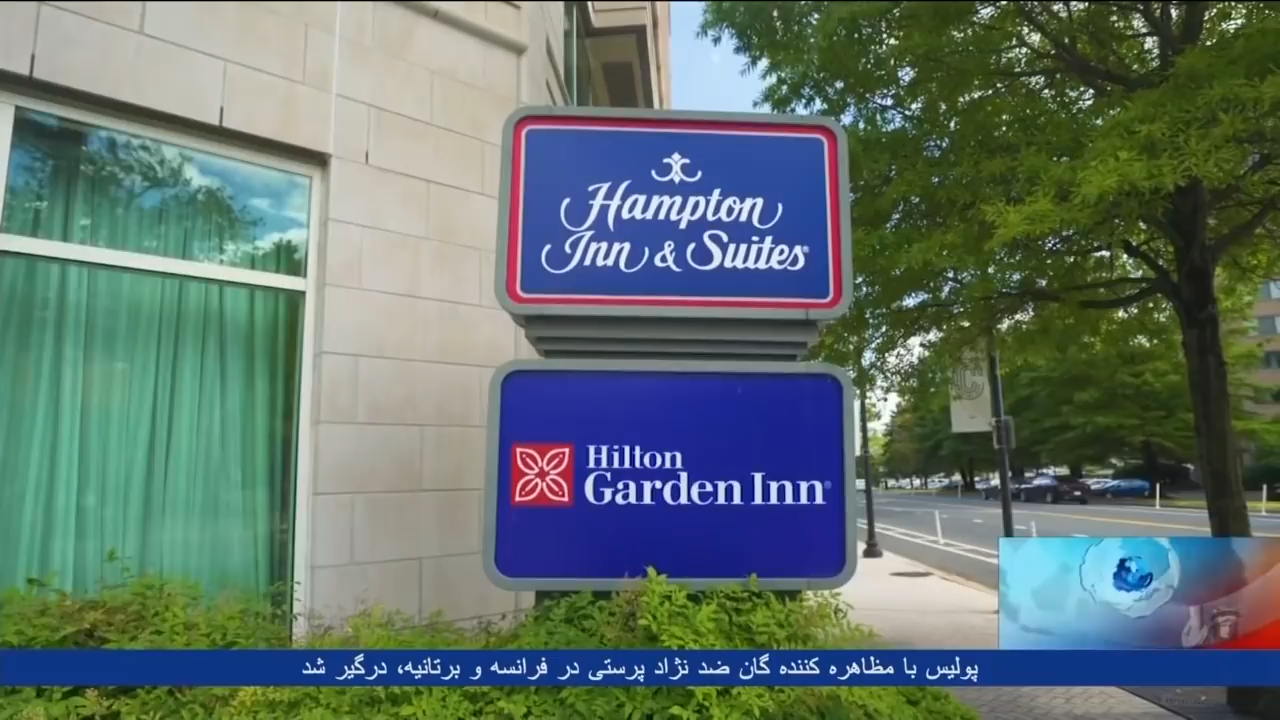 Hampton
Inn & Suites®
Hilton
Garden Inn®
پولیس با مظاهره کننده گان ضد نژاد پرستی در فرانسه و برتانیه، درگیر شد